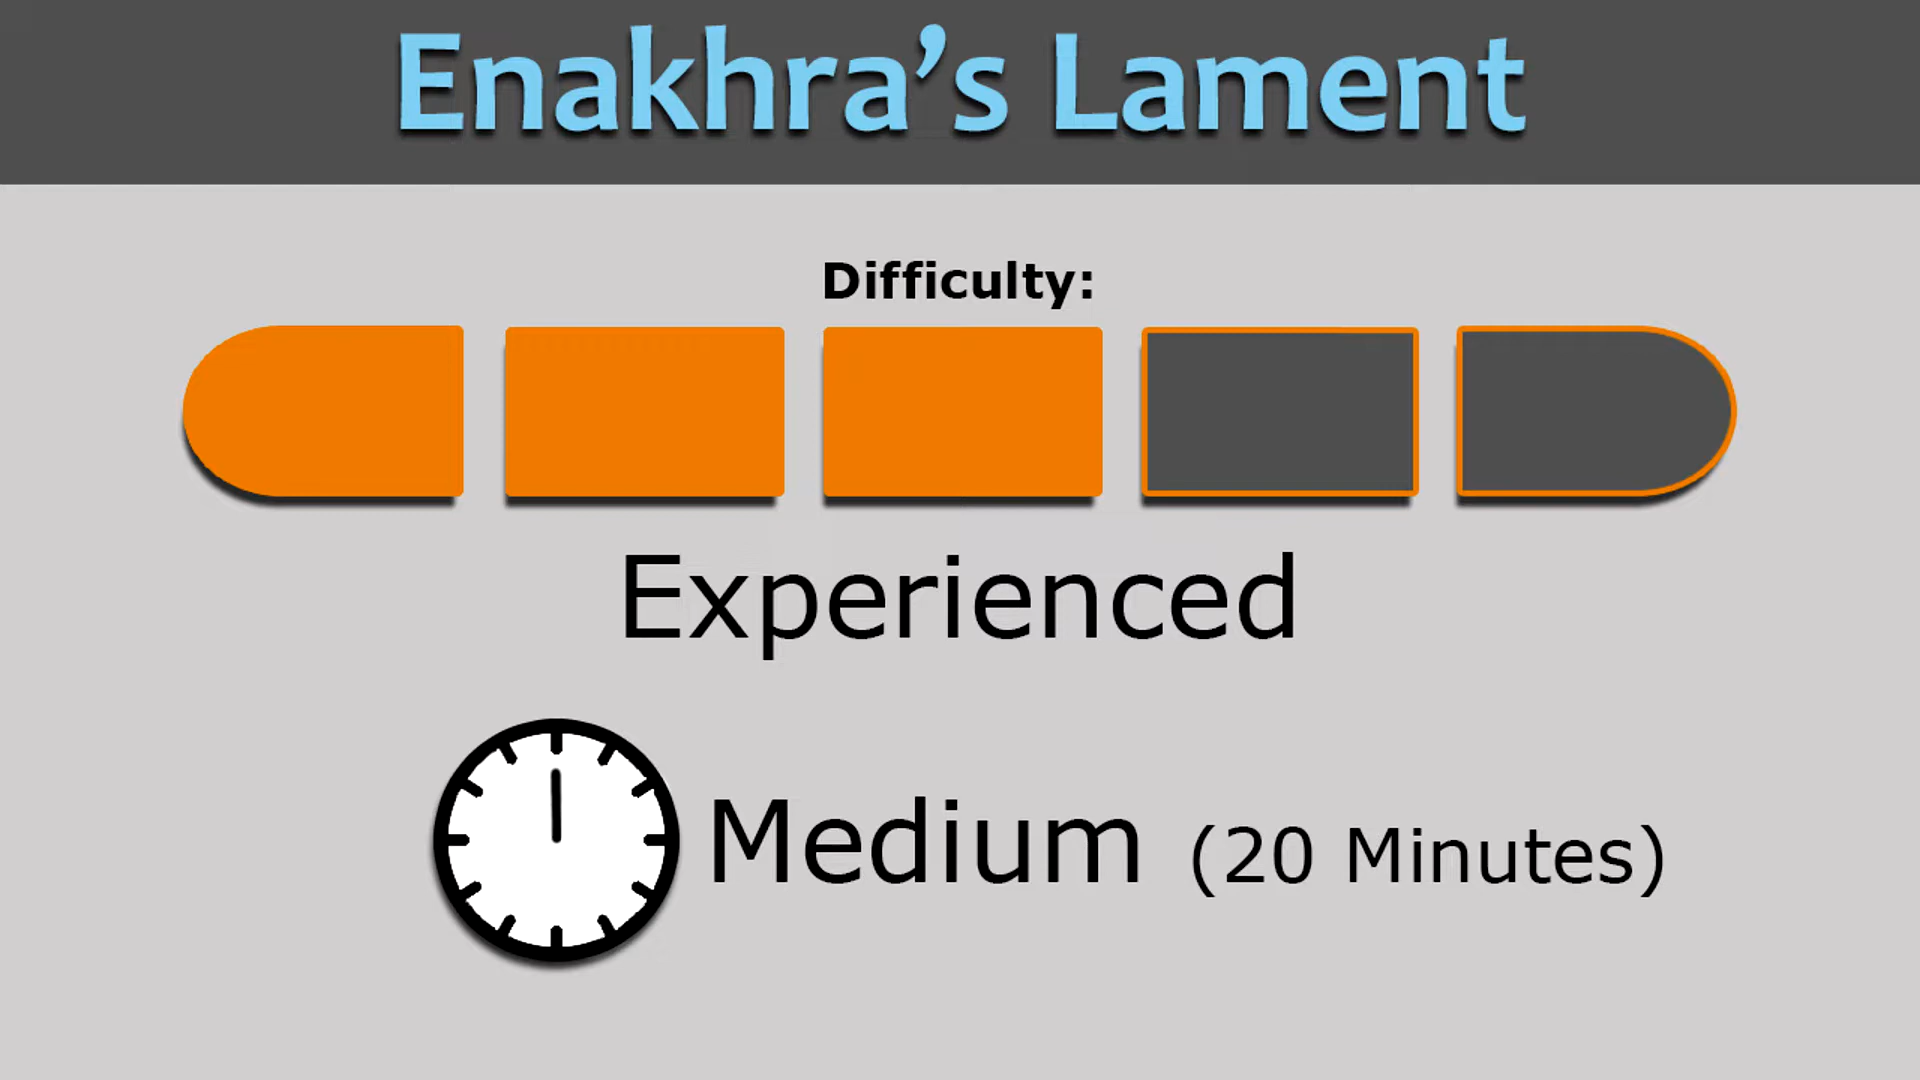 Enakhra’s Lament
Difficulty:
Experienced
Medium (20 Minutes)